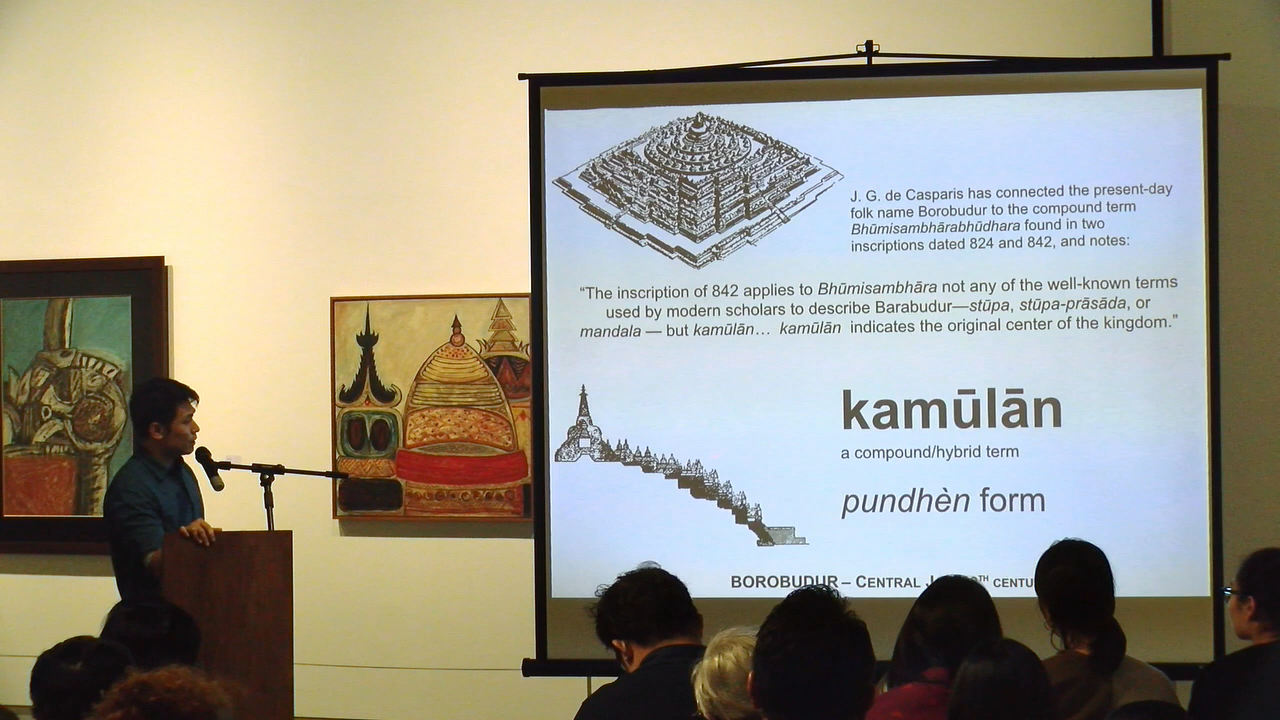 J. G. de Casparis has connected the present-day
folk name Borobudur to the compound term
Bhūmisambhārabhūdhara found in two
inscriptions dated 824 and 842, and notes:
“The inscription of 842 applies to Bhūmisambhāra not any of the well-known terms
used by modern scholars to describe Barabudur—stūpa, stūpa-prāsāda, or
mandala — but kamūlān… kamūlān indicates the original center of the kingdom.”
kamūlān
a compound/hybrid term
pundhèn form
BOROBUDUR – CENTRAL